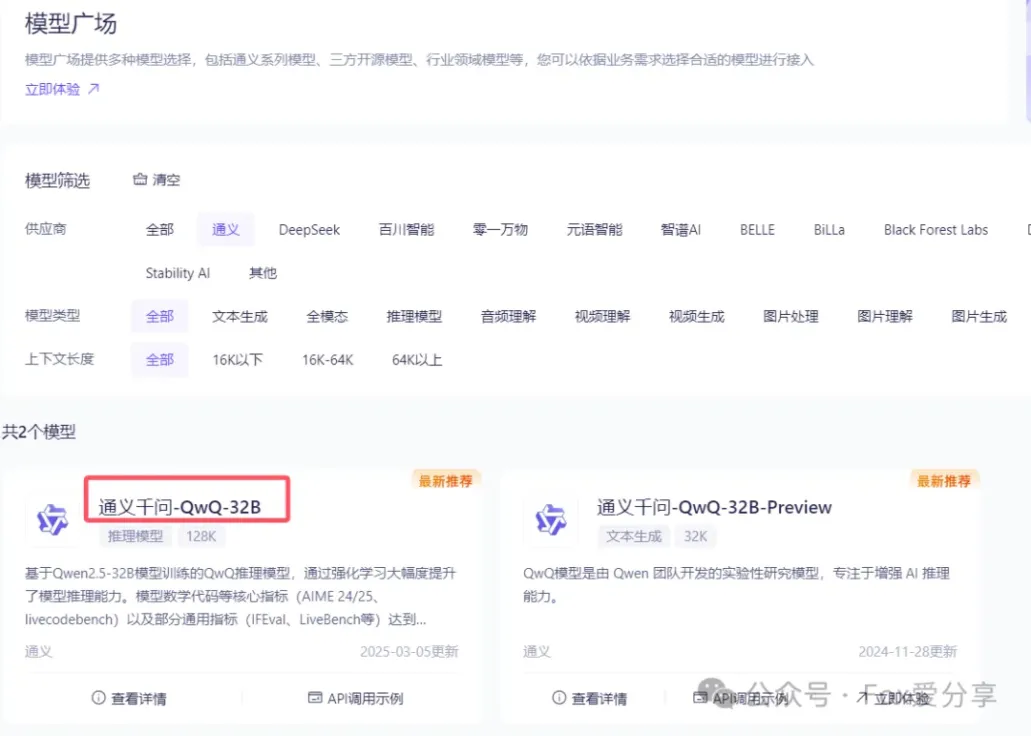 模型广场
模型广场提供多种模型选择，包括通义系列模型、三方开源模型、行业领域模型等，您可以依据业务需求选择合适的模型进行接入
立即体验
模型筛选 清空
供应商 全部 通义 DeepSeek 百川智能 零一万物 元语智能 智谱AI BELLE BiLLa Black Forest Labs
Stability AI 其他
模型类型 全部 文本生成 全模态 推理模型 音频理解 视频理解 视频生成 图片处理 图片理解 图片生成
上下文长度 全部 16K以下 16K-64K 64K以上
共2个模型
最新推荐
通义千问-QwQ-32B
推理模型 128K
基于Qwen2.5-32B模型训练的QwQ推理模型，通过强化学习大幅度提升
了模型推理能力。模型数学代码等核心指标（AIME 24/25、
livecodebench）以及部分通用指标（IFEval、LiveBench等）达到...
通义 2025-03-05更新
查看详情 API调用示例
最新推荐
通义千问-QwQ-32B-Preview
文本生成 32K
QwQ模型是由 Qwen 团队开发的实验性研究模型，专注于增强 AI 推理
能力。
通义 2024-11-28更新
查看详情 API调用示例 立即体验
公众号 · Fox爱分享